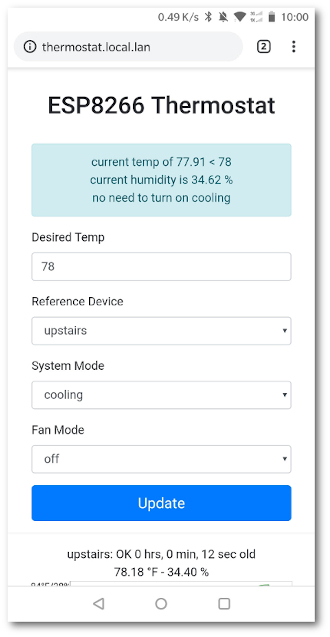 0.49 K/s 10:00
thermostat.local.lan 2
ESP8266 Thermostat
current temp of 77.91 < 78
current humidity is 34.62 %
no need to turn on cooling
Desired Temp
78
Reference Device
upstairs
System Mode
cooling
Fan Mode
off
Update
upstairs: OK 0 hrs, 0 min, 12 sec old
78.18 °F - 34.40 %